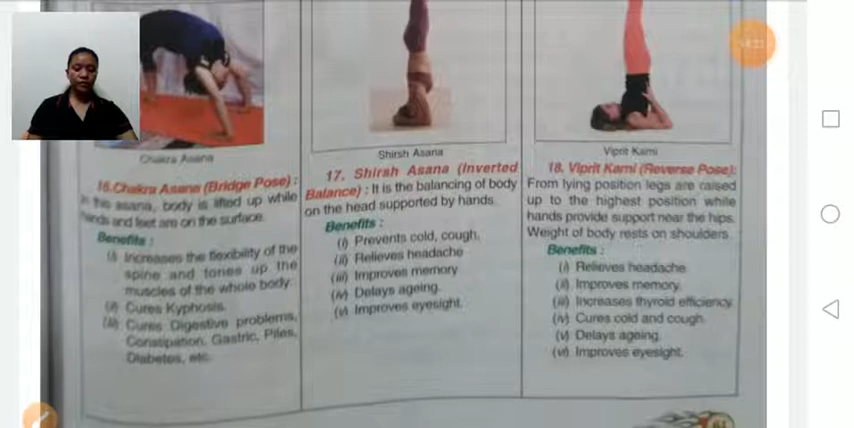 Chakra Asana
16.Chakra Asana (Bridge Pose) :
In this asana, body is lifted up while
hands and feet are on the surface.
Benefits :
(i) Increases the flexibility of the
spine and tones up the
muscles of the whole body.
(ii) Cures Kyphosis.
(iii) Cures Digestive problems,
Constipation, Gastric, Piles,
Diabetes, etc.
Shirsh Asana
17. Shirsh Asana (Inverted
Balance) : It is the balancing of body
on the head supported by hands.
Benefits :
(i) Prevents cold, cough,
(ii) Relieves headache
(iii) Improves memory
(iv) Delays ageing.
(v) Improves eyesight.
Viprit Karni
18. Viprit Karni (Reverse Pose):
From lying position legs are raised
up to the highest position while
hands provide support near the hips.
Weight of body rests on shoulders.
Benefits :
(i) Relieves headache
(ii) Improves memory.
(iii) Increases thyroid efficiency.
(iv) Cures cold and cough.
(v) Delays ageing.
(vi) Improves eyesight.